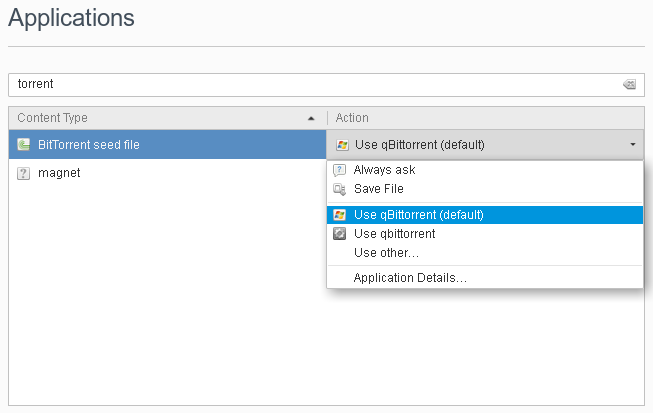 Applications
torrent
Content Type
Action
BitTorrent seed file
Use qBittorrent (default)
magnet
Always ask
Save File
Use qBittorrent (default)
Use qbittorrent
Use other...
Application Details...